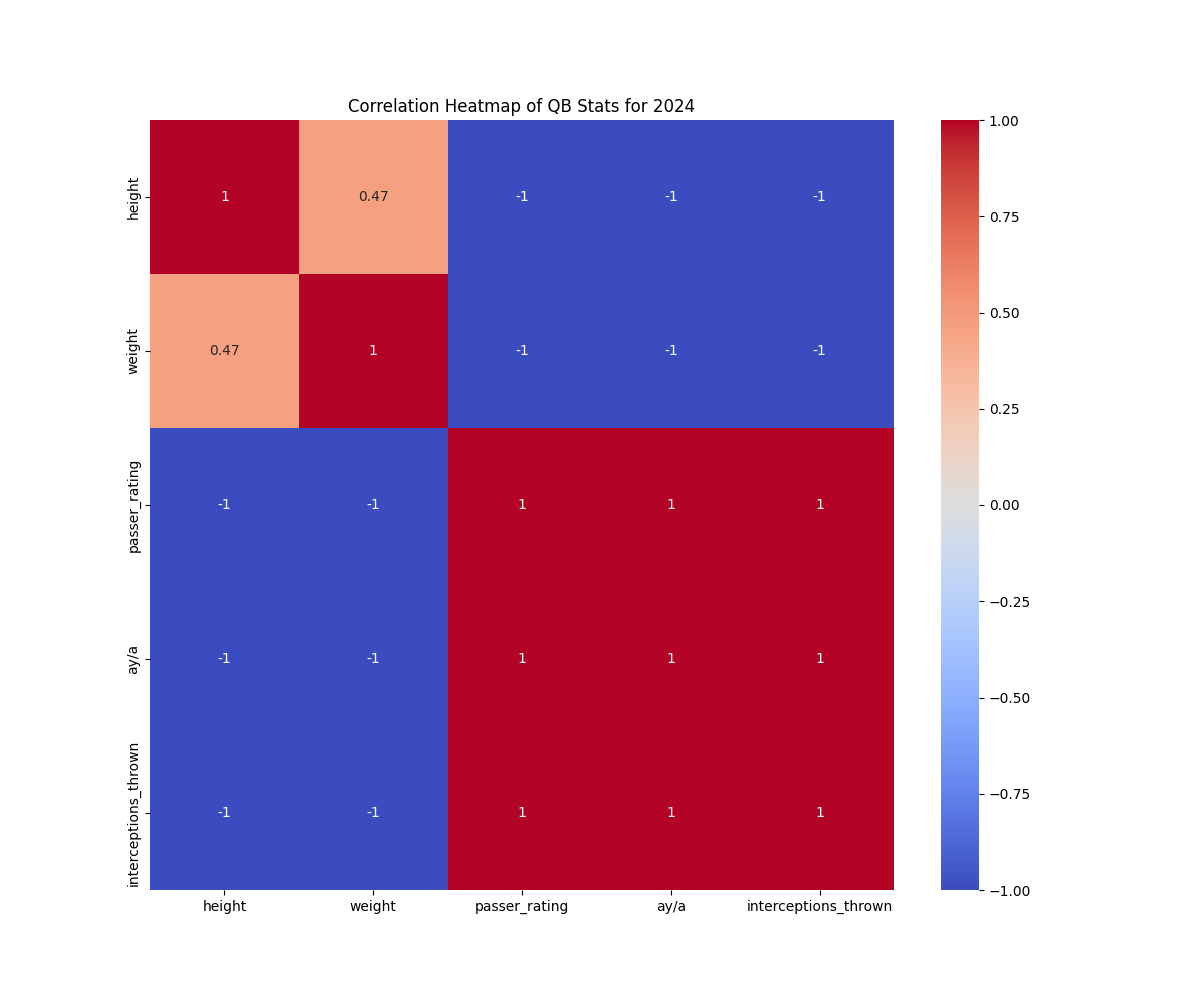 Correlation Heatmap of QB Stats for 2024
height 1 0.47 -1 -1 -1
weight 0.47 1 -1 -1 -1
passer_rating -1 -1 1 1 1
ay/a -1 -1 1 1 1
interceptions_thrown -1 -1 1 1 1
height weight passer_rating ay/a interceptions_thrown
1.00
0.75
0.50
0.25
0.00
−0.25
−0.50
−0.75
−1.00